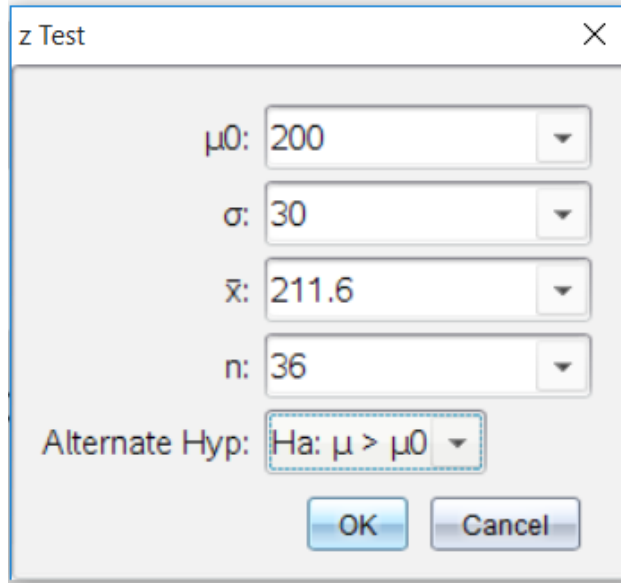 z Test
μ0: 200
σ: 30
x̄: 211.6
n: 36
Alternate Hyp: Ha: μ > μ0
OK Cancel